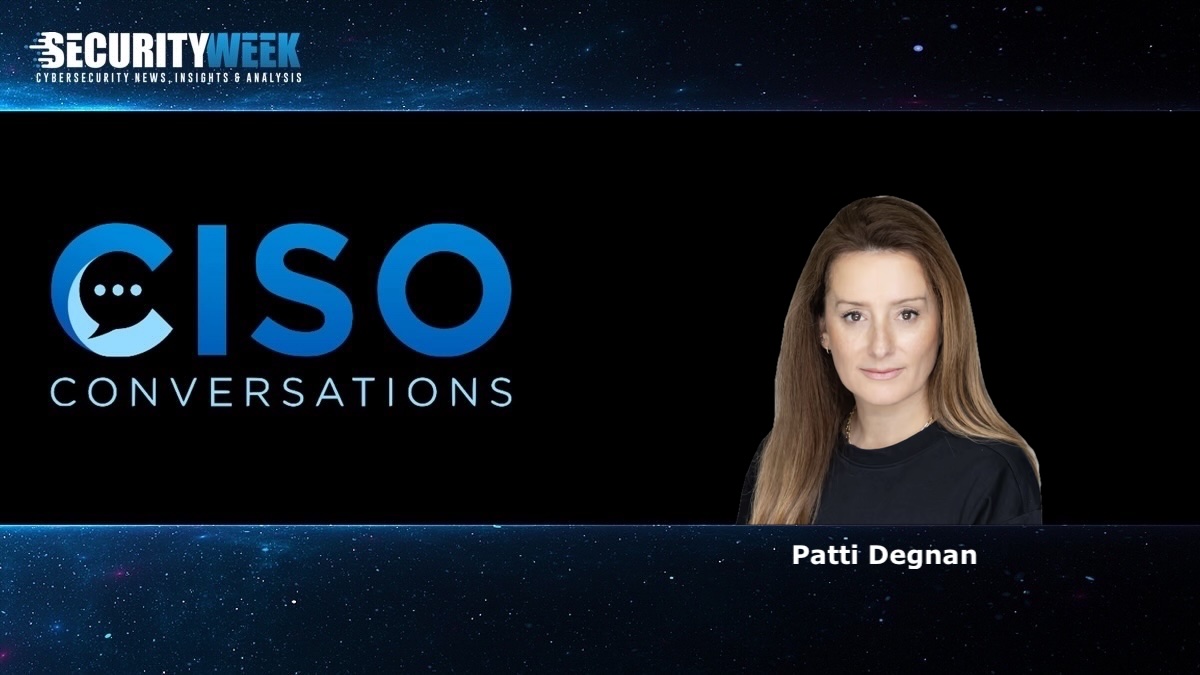 SECURITYWEEK
CYBERSECURITY NEWS, INSIGHTS & ANALYSIS
CISO
CONVERSATIONS
Patti Degnan